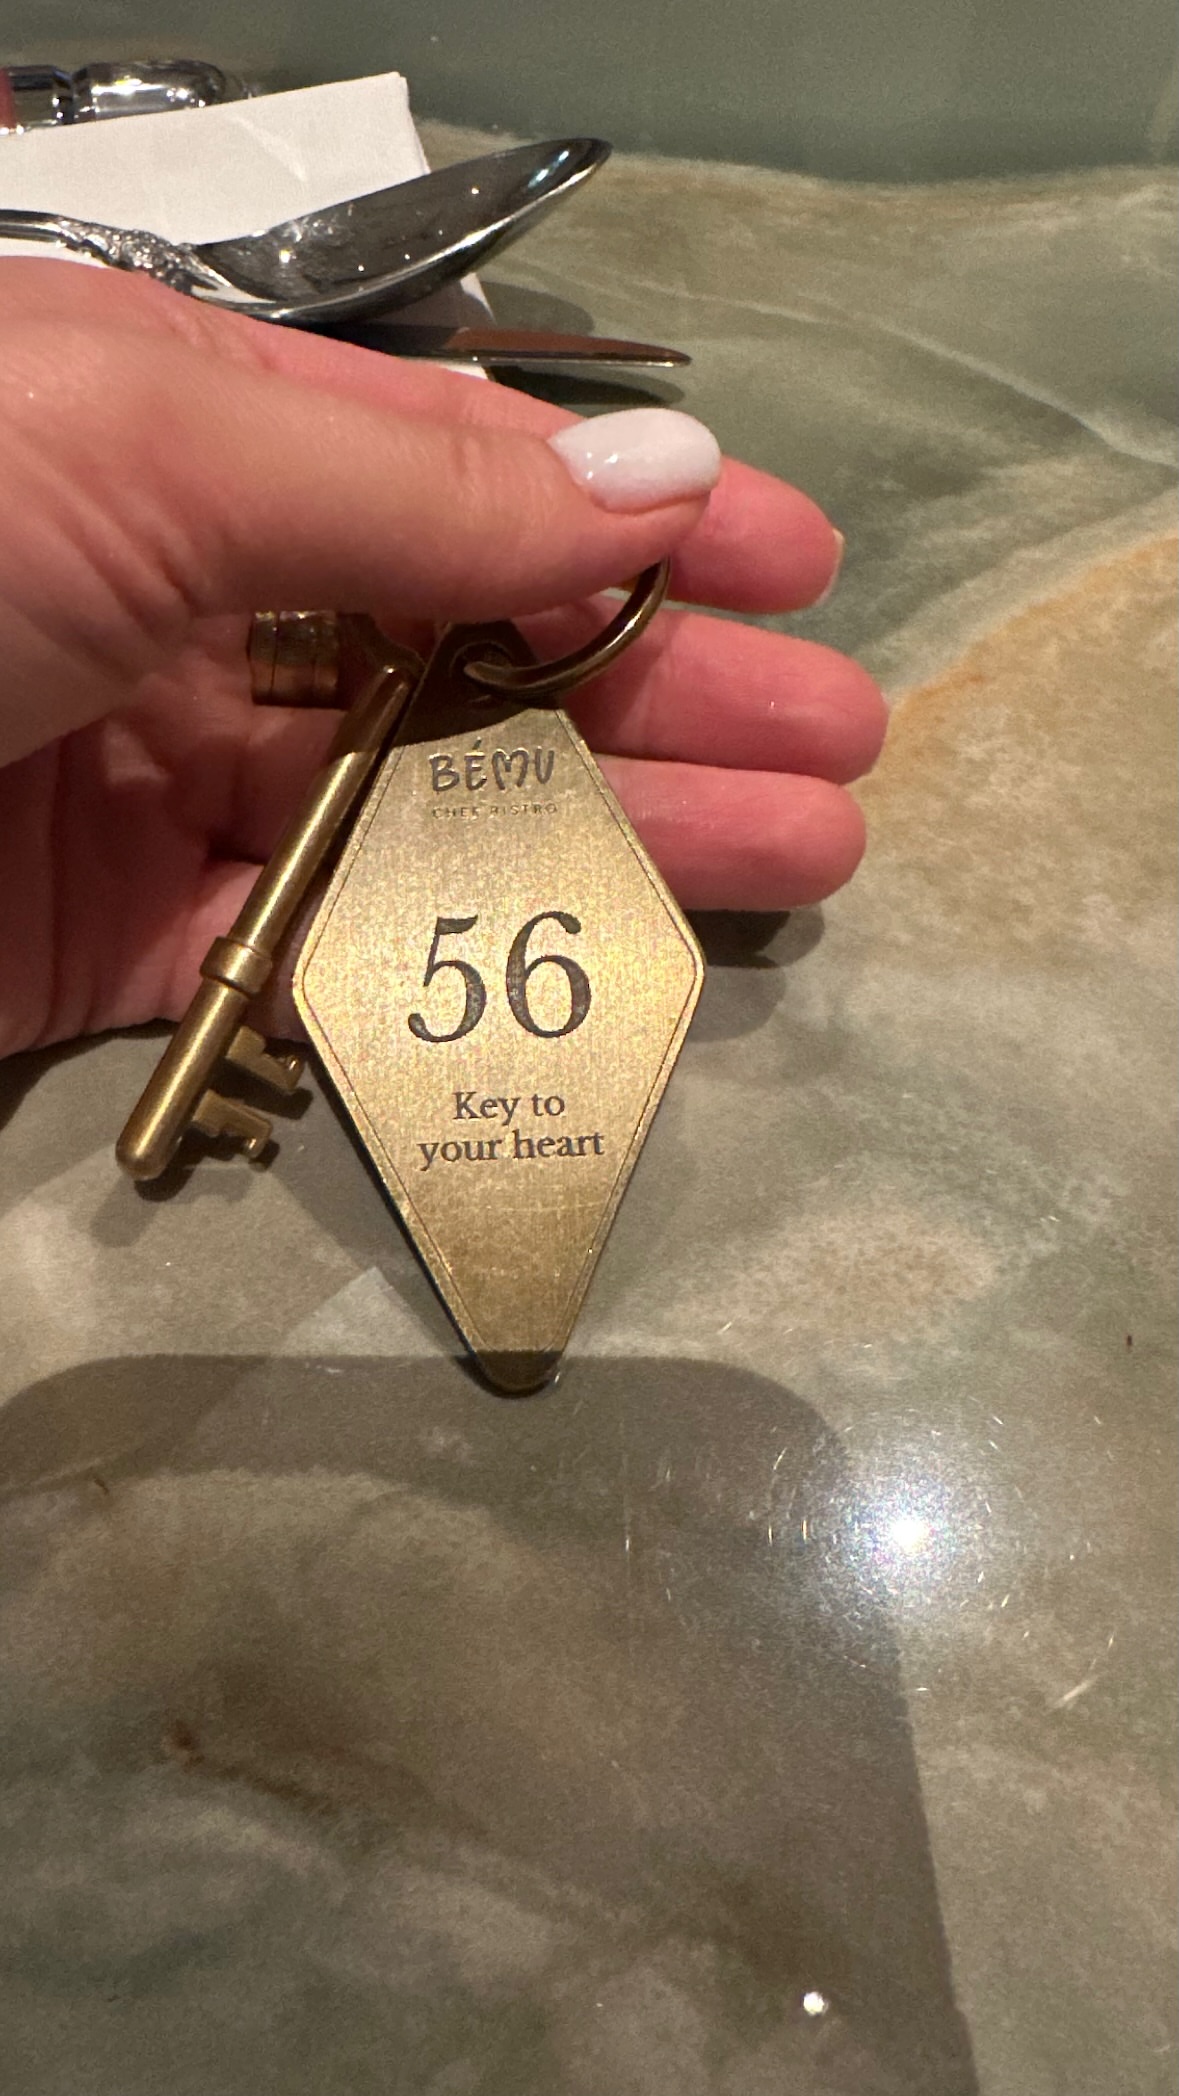 BÉMU
CHEF BISTRO
56
Key to
your heart